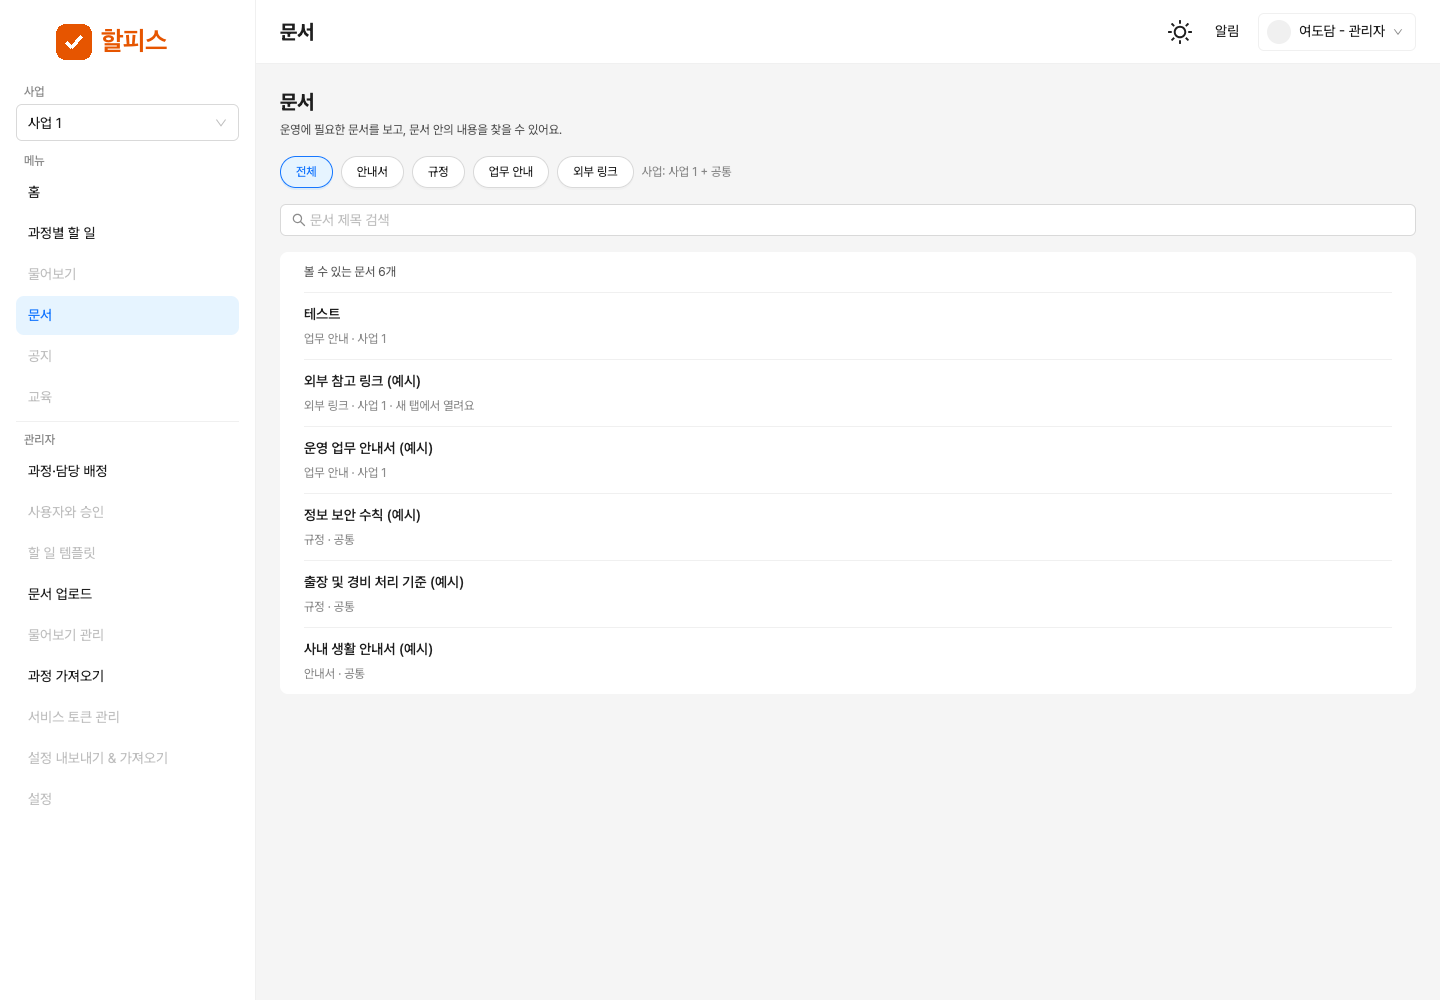 할피스
사업
사업 1
메뉴
홈
과정별 할 일
물어보기
문서
공지
교육
관리자
과정·담당 배정
사용자와 승인
할 일 템플릿
문서 업로드
물어보기 관리
과정 가져오기
서비스 토큰 관리
설정 내보내기 & 가져오기
설정
문서
알림
여도담 - 관리자
문서
운영에 필요한 문서를 보고, 문서 안의 내용을 찾을 수 있어요.
전체 안내서 규정 업무 안내 외부 링크 사업: 사업 1 + 공통
문서 제목 검색
볼 수 있는 문서 6개
테스트
업무 안내 · 사업 1
외부 참고 링크 (예시)
외부 링크 · 사업 1 · 새 탭에서 열려요
운영 업무 안내서 (예시)
업무 안내 · 사업 1
정보 보안 수칙 (예시)
규정 · 공통
출장 및 경비 처리 기준 (예시)
규정 · 공통
사내 생활 안내서 (예시)
안내서 · 공통